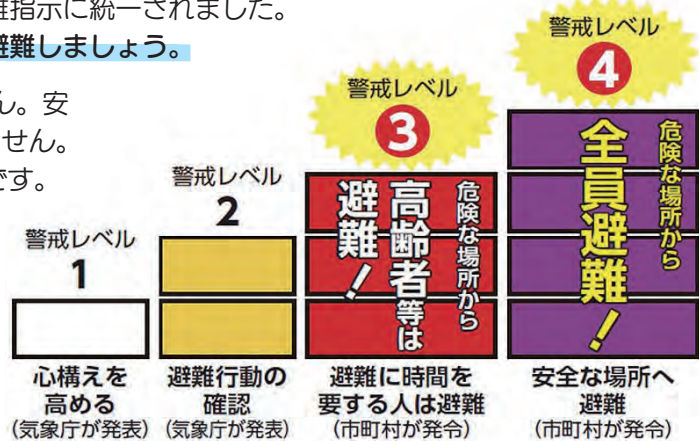 難指示に統一されました。
避難しましょう。
ん。安
せん。
です。
警戒レベル
1
心構えを
高める
(気象庁が発表)
警戒レベル
2
避難行動の
確認
(気象庁が発表)
警戒レベル
3
危険な場所から
高齢者等は
避難!
避難に時間を
要する人は避難
(市町村が発令)
警戒レベル
4
危険な場所から
全員避難!
安全な場所へ
避難
(市町村が発令)